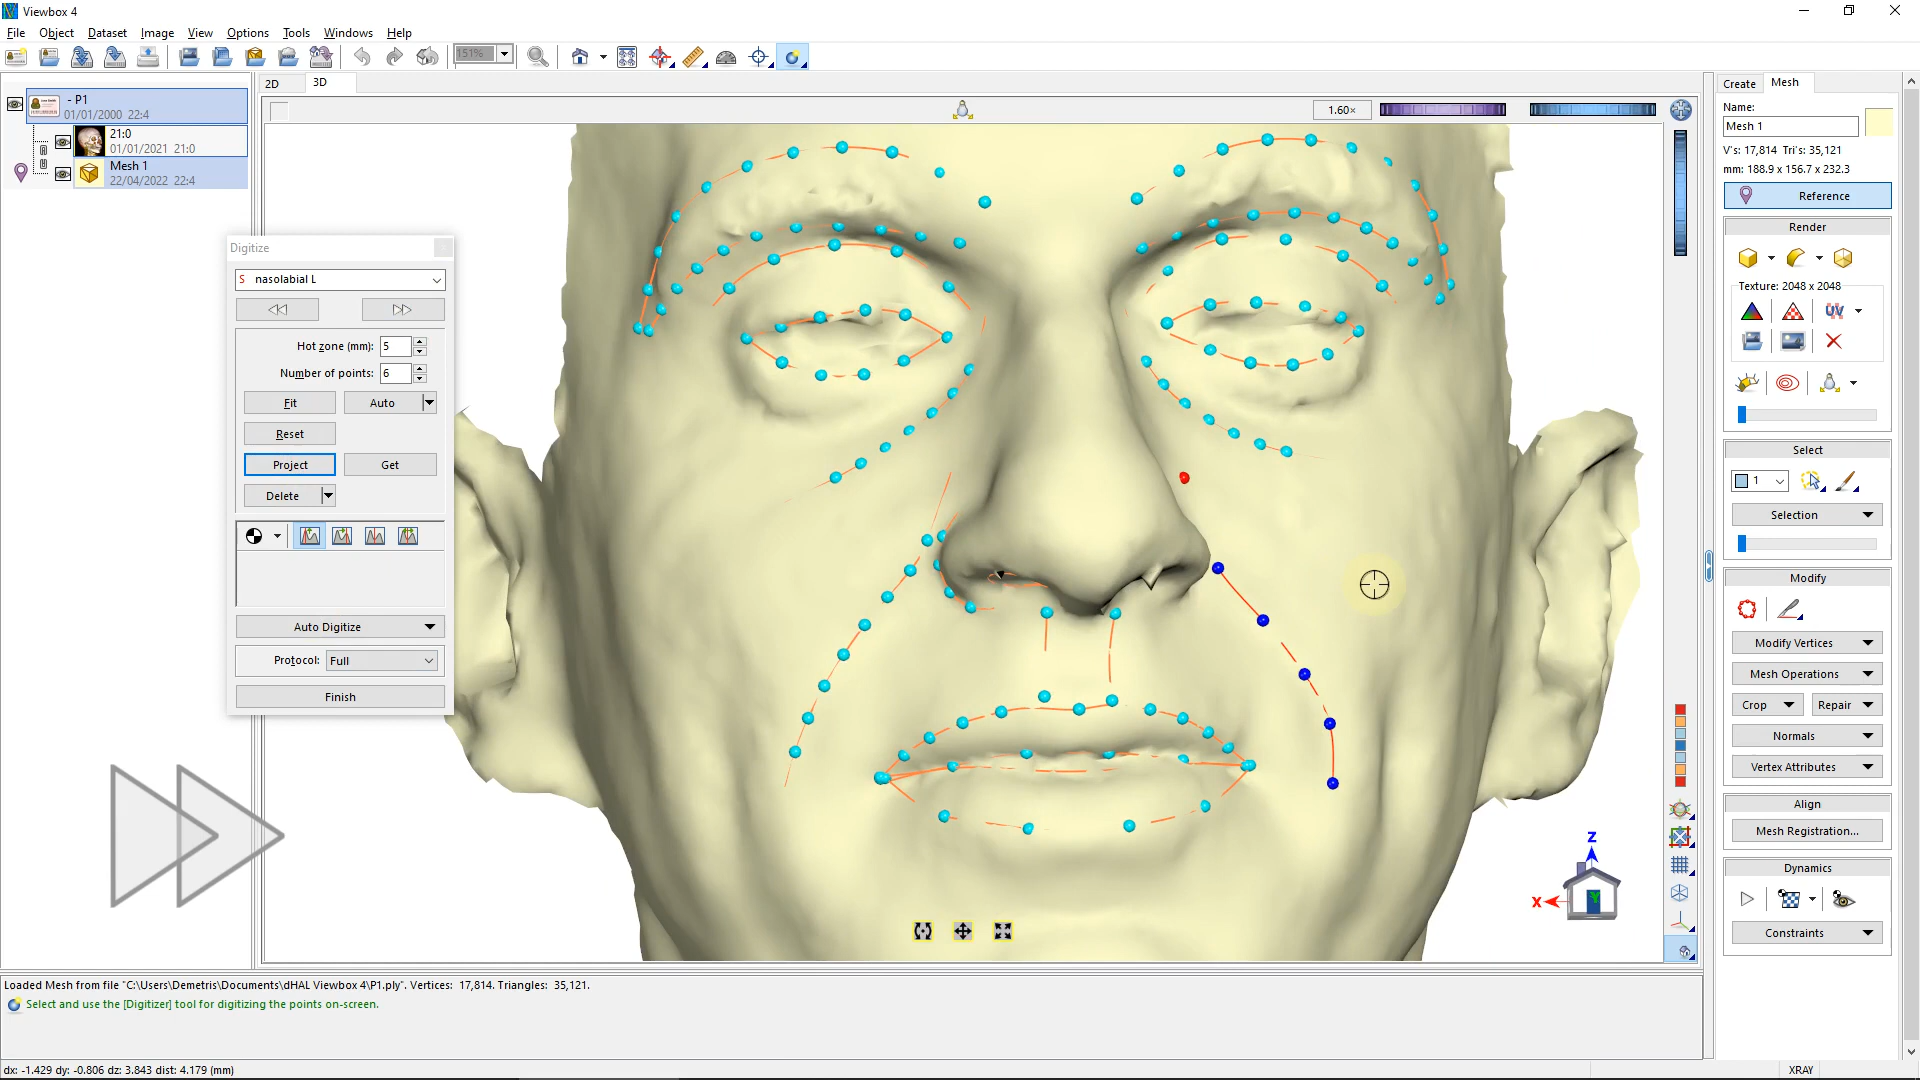 Viewbox 4
File Object Dataset Image View Options Tools Windows Help
151%
2D 3D
- P1
01/01/2000 22:4
21:0
01/01/2021 21:0
Mesh 1
22/04/2022 22:4
1.60×
Digitize
S nasolabial L
Hot zone (mm): 5
Number of points: 6
Fit Auto
Reset
Project Get
Delete
Auto Digitize
Protocol: Full
Finish
Z
X
Create Mesh
Name:
Mesh 1
V's: 17,814 Tri's: 35,121
mm: 188.9 x 156.7 x 232.3
Reference
Render
Texture: 2048 x 2048
UV
Select
1
Selection
Modify
Modify Vertices
Mesh Operations
Crop Repair
Normals
Vertex Attributes
Align
Mesh Registration...
Dynamics
Constraints
Loaded Mesh from file "C:\Users\Demetris\Documents\dHAL Viewbox 4\P1.ply". Vertices: 17,814. Triangles: 35,121.
Select and use the [Digitizer] tool for digitizing the points on-screen.
dx: -1.429 dy: -0.806 dz: 3.843 dist: 4.179 (mm)
XRAY